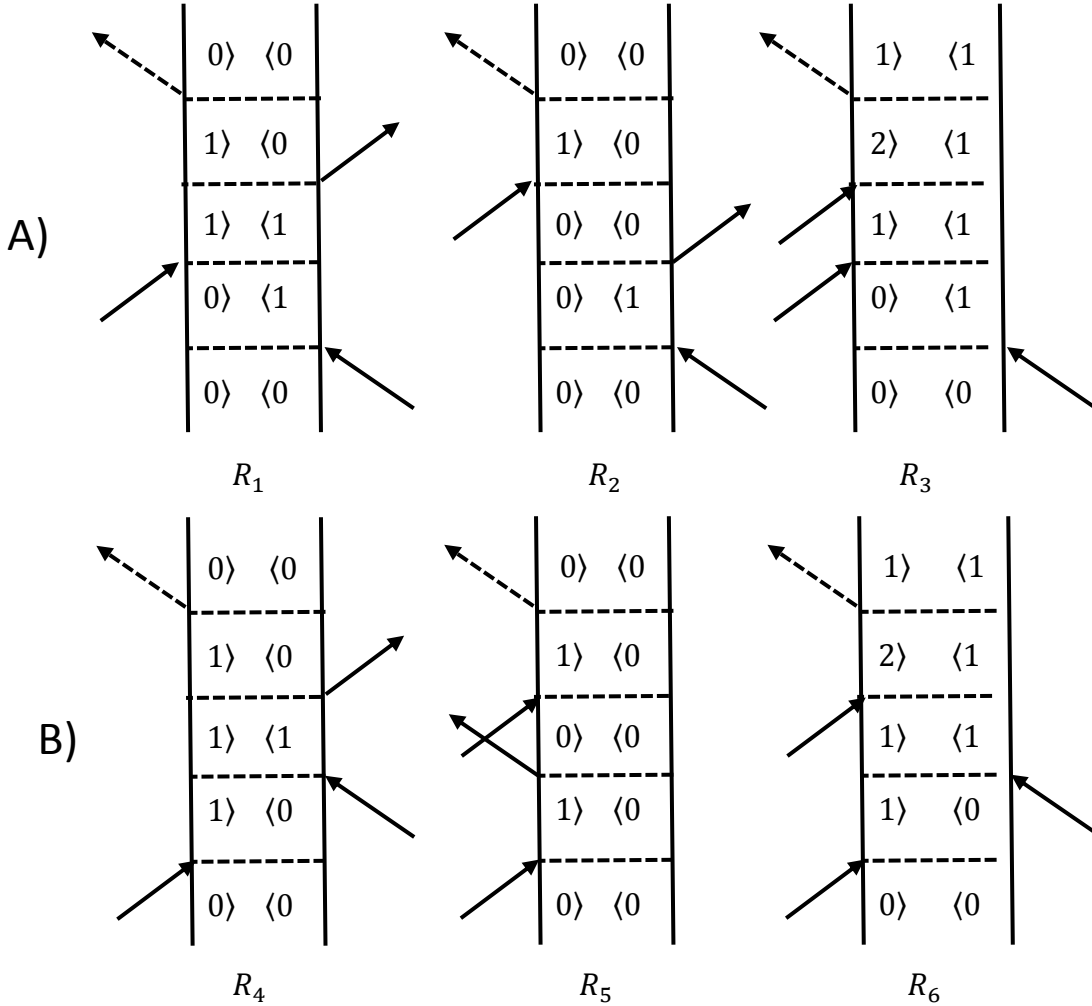 0⟩ ⟨0 0⟩ ⟨0 1⟩ ⟨1
1⟩ ⟨0 1⟩ ⟨0 2⟩ ⟨1
A) 1⟩ ⟨1 0⟩ ⟨0 1⟩ ⟨1
0⟩ ⟨1 0⟩ ⟨1 0⟩ ⟨1
0⟩ ⟨0 0⟩ ⟨0 0⟩ ⟨0
R₁ R₂ R₃
0⟩ ⟨0 0⟩ ⟨0 1⟩ ⟨1
1⟩ ⟨0 1⟩ ⟨0 2⟩ ⟨1
B) 1⟩ ⟨1 0⟩ ⟨0 1⟩ ⟨1
1⟩ ⟨0 1⟩ ⟨0 1⟩ ⟨0
0⟩ ⟨0 0⟩ ⟨0 0⟩ ⟨0
R₄ R₅ R₆